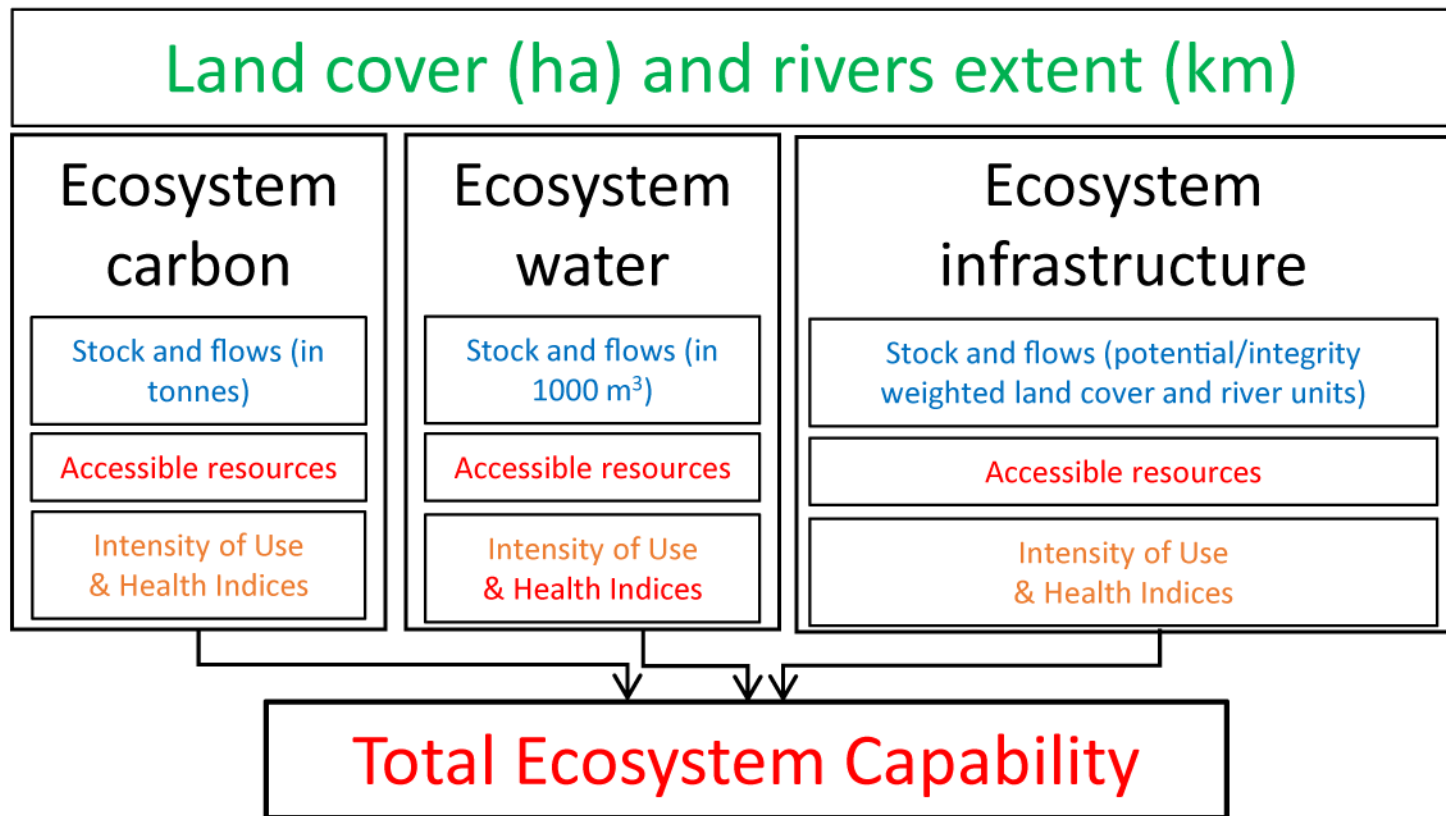 Land cover (ha) and rivers extent (km)
Ecosystem
carbon
Stock and flows (in
tonnes)
Accessible resources
Intensity of Use
& Health Indices
Ecosystem
water
Stock and flows (in
1000 m³)
Accessible resources
Intensity of Use
& Health Indices
Ecosystem
infrastructure
Stock and flows (potential/integrity
weighted land cover and river units)
Accessible resources
Intensity of Use
& Health Indices
Total Ecosystem Capability